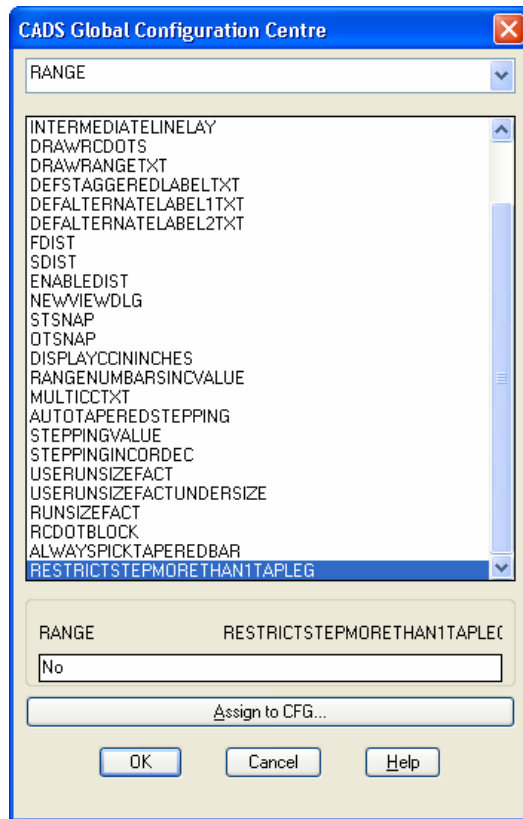 CADS Global Configuration Centre
RANGE
INTERMEDIATELINELAY
DRAWRCDOTS
DRAWRANGETXT
DEFSTAGGEREDLABELTXT
DEFALTERNATELABEL1TXT
DEFALTERNATELABEL2TXT
FDIST
SDIST
ENABLEDIST
NEWVIEWDLG
STSNAP
OTSNAP
DISPLAYCCININCHES
RANGENUMBARSINCVALUE
MULTICCTXT
AUTOTAPEREDSTEPPING
STEPPINGVALUE
STEPPINGINCORDEC
USERUNSIZEFACT
USERUNSIZEFACTUNDERSIZE
RUNSIZEFACT
RCDOTBLOCK
ALWAYSPICKTAPEREDBAR
RESTRICTSTEPMORETHAN1TAPLEG
RANGE RESTRICTSTEPMORETHAN1TAPLEG
No
Assign to CFG...
OK Cancel Help